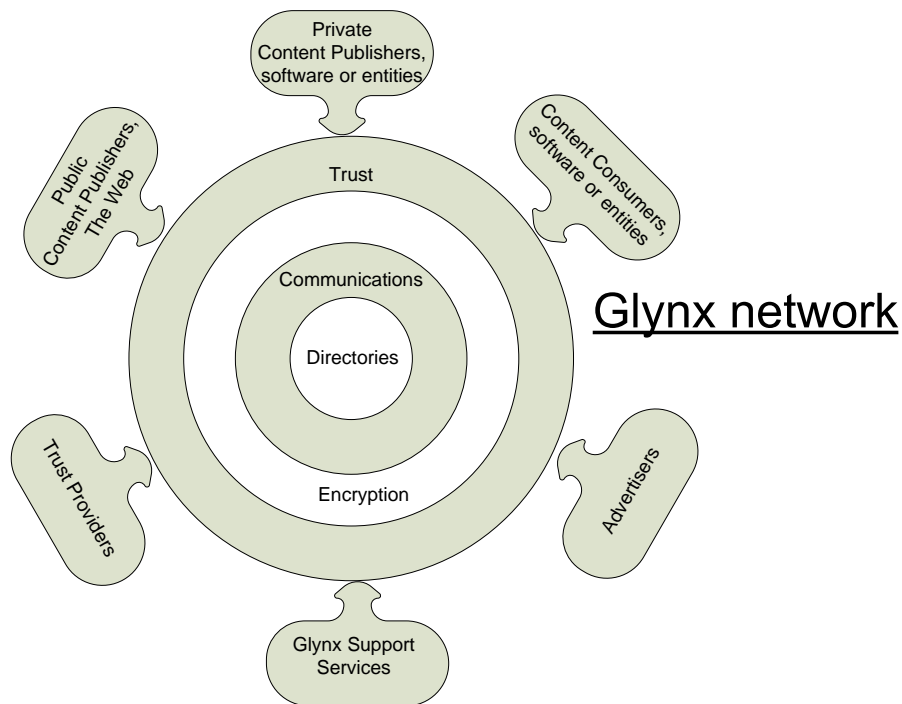 Private
Content Publishers,
software or entities
Public
Content Publishers,
The Web
Content Consumers,
software or entities
Trust
Communications
Glynx network
Directories
Encryption
Trust Providers
Advertisers
Glynx Support
Services